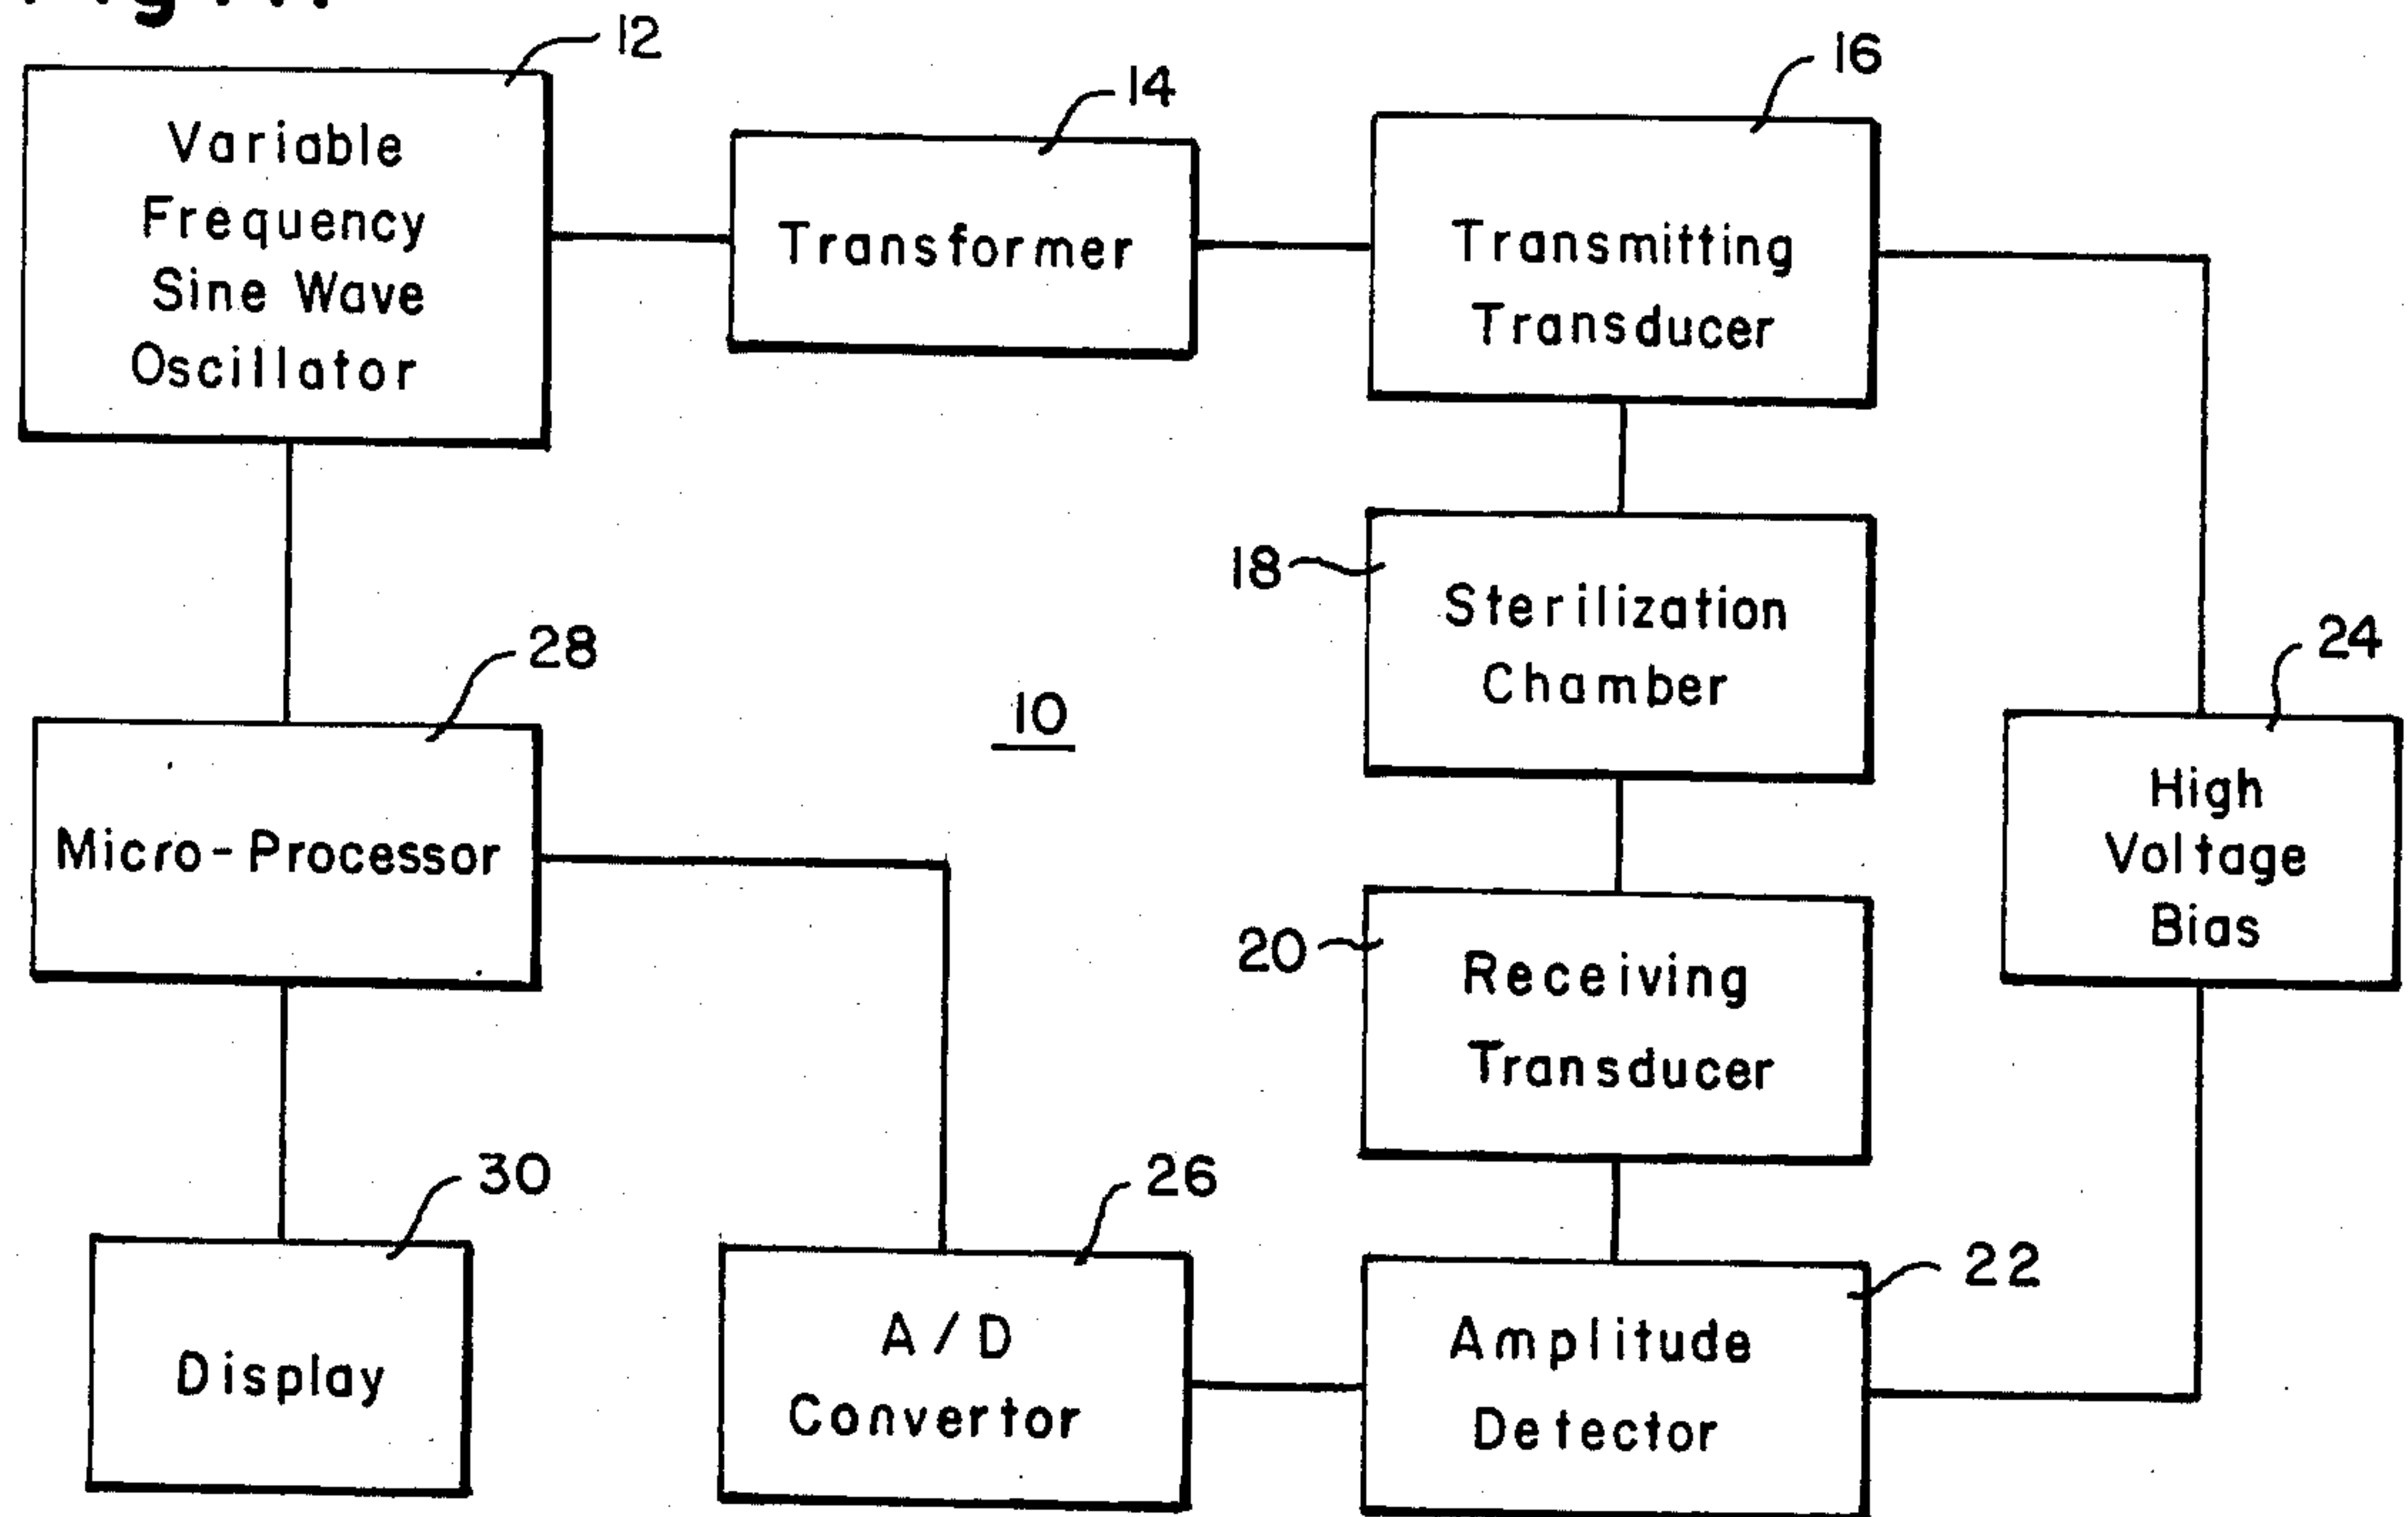 12
14
16
Variable
Frequency
Sine Wave
Oscillator
Transformer
Transmitting
Transducer
18
Sterilization
Chamber
28
10
24
Micro-Processor
High
Voltage
Bias
20
Receiving
Transducer
30
26
22
Display
A/D
Convertor
Amplitude
Detector